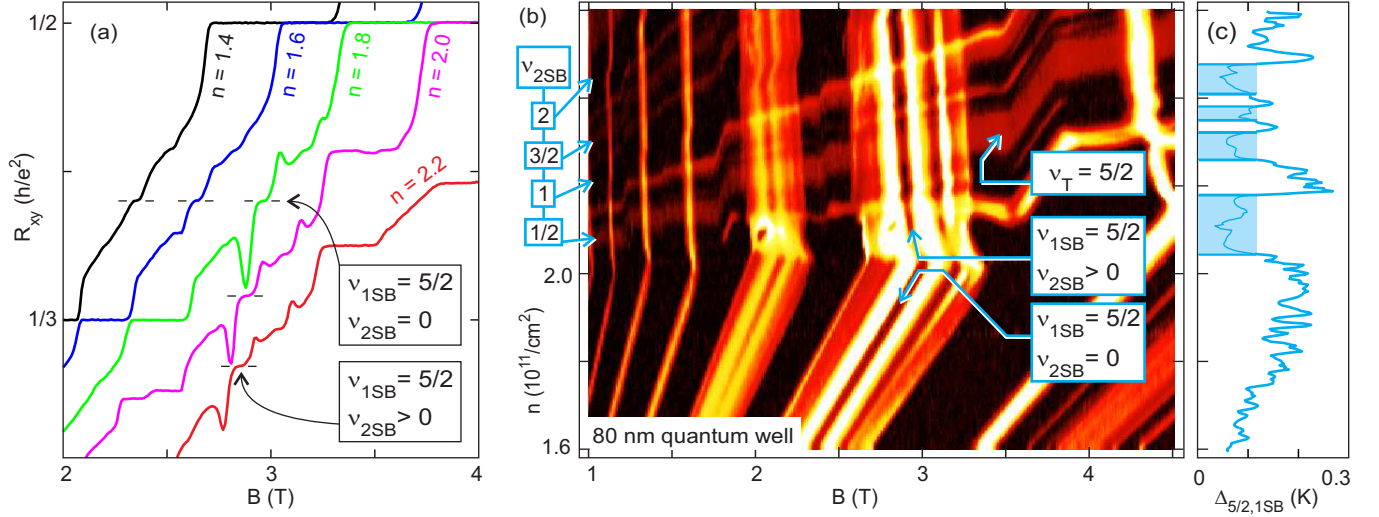 (a)
1/2
1/3
R_xy (h/e²)
n = 1.4
n = 1.6
n = 1.8
n = 2.0
n = 2.2
ν_1SB = 5/2
ν_2SB = 0
ν_1SB = 5/2
ν_2SB > 0
2 3 4
B (T)
(b)
ν_2SB
2
3/2
1
1/2
2.0
1.6
n (10¹¹/cm²)
ν_T = 5/2
ν_1SB = 5/2
ν_2SB > 0
ν_1SB = 5/2
ν_2SB = 0
80 nm quantum well
1 2 3 4
B (T)
(c)
0 0.3
Δ_5/2,1SB (K)